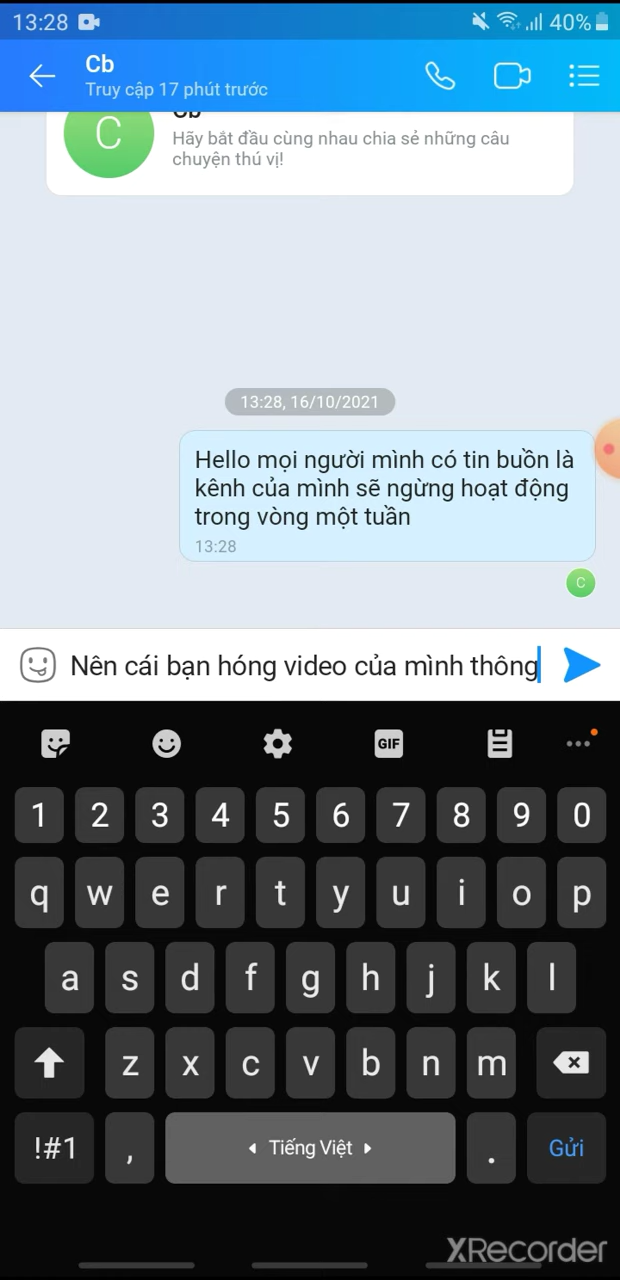 13:28 40%
Cb
Truy cập 17 phút trước
C
Cb
Hãy bắt đầu cùng nhau chia sẻ những câu
chuyện thú vị!
13:28, 16/10/2021
Hello mọi người mình có tin buồn là
kênh của mình sẽ ngừng hoạt động
trong vòng một tuần
13:28
C
Nên cái bạn hóng video của mình thông
GIF
1 2 3 4 5 6 7 8 9 0
q w e r t y u i o p
a s d f g h j k l
z x c v b n m
!#1 , Tiếng Việt . Gửi
XRecorder